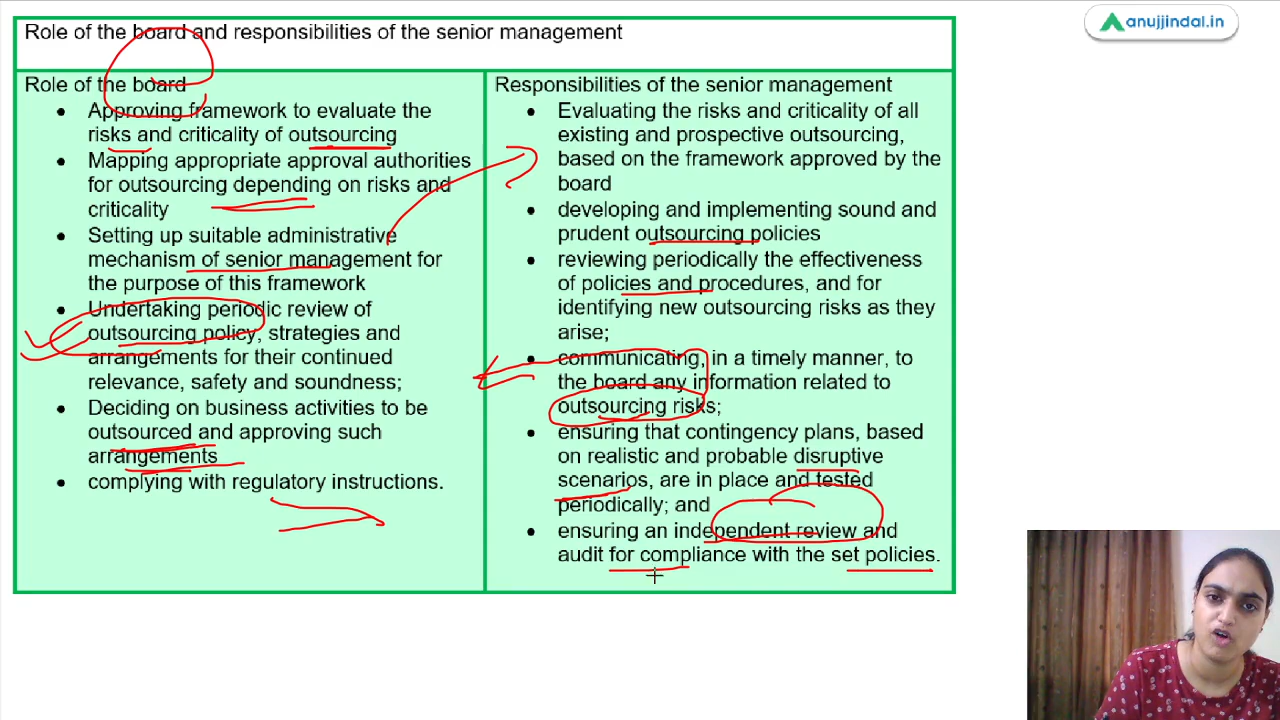 Role of the board and responsibilities of the senior management
anujjindal.in
Role of the board
• Approving framework to evaluate the
risks and criticality of outsourcing
• Mapping appropriate approval authorities
for outsourcing depending on risks and
criticality
• Setting up suitable administrative
mechanism of senior management for
the purpose of this framework
• Undertaking periodic review of
outsourcing policy, strategies and
arrangements for their continued
relevance, safety and soundness;
• Deciding on business activities to be
outsourced and approving such
arrangements
• complying with regulatory instructions.
Responsibilities of the senior management
• Evaluating the risks and criticality of all
existing and prospective outsourcing,
based on the framework approved by the
board
• developing and implementing sound and
prudent outsourcing policies
• reviewing periodically the effectiveness
of policies and procedures, and for
identifying new outsourcing risks as they
arise;
• communicating, in a timely manner, to
the board any information related to
outsourcing risks;
• ensuring that contingency plans, based
on realistic and probable disruptive
scenarios, are in place and tested
periodically; and
• ensuring an independent review and
audit for compliance with the set policies.